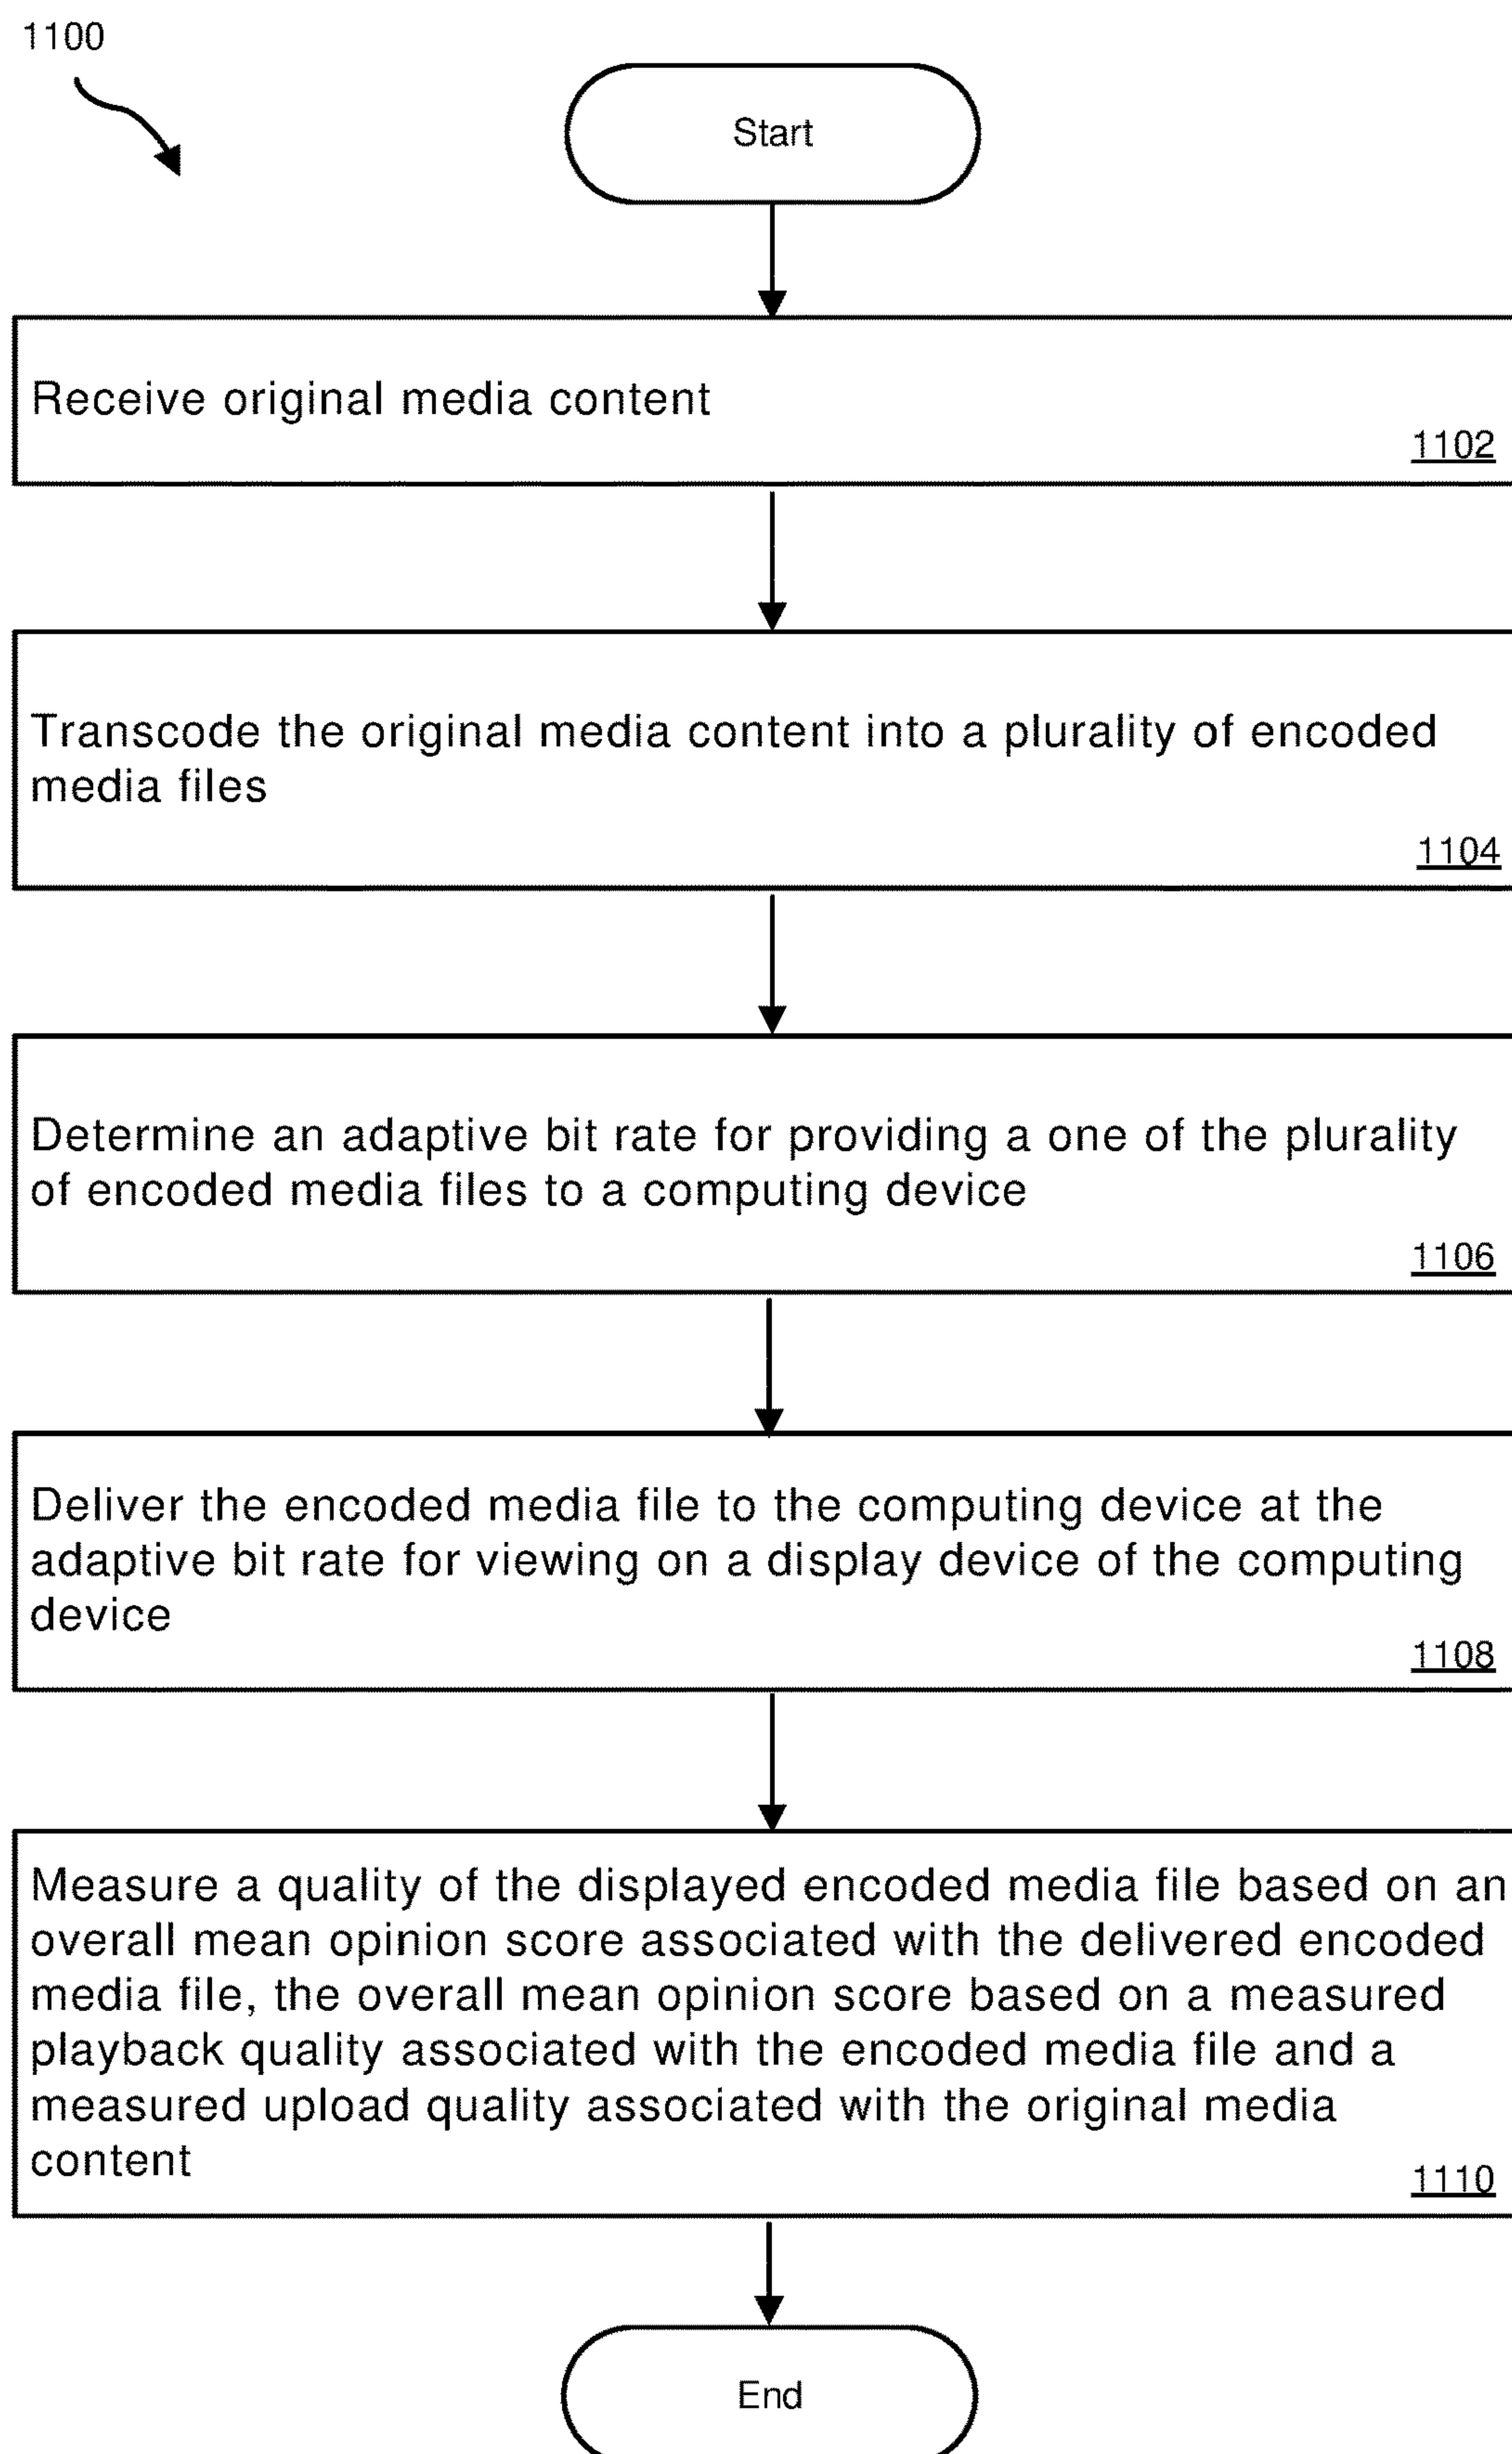 1100
Start
Receive original media content
1102
Transcode the original media content into a plurality of encoded
media files
1104
Determine an adaptive bit rate for providing a one of the plurality
of encoded media files to a computing device
1106
Deliver the encoded media file to the computing device at the
adaptive bit rate for viewing on a display device of the computing
device
1108
Measure a quality of the displayed encoded media file based on an
overall mean opinion score associated with the delivered encoded
media file, the overall mean opinion score based on a measured
playback quality associated with the encoded media file and a
measured upload quality associated with the original media
content
1110
End